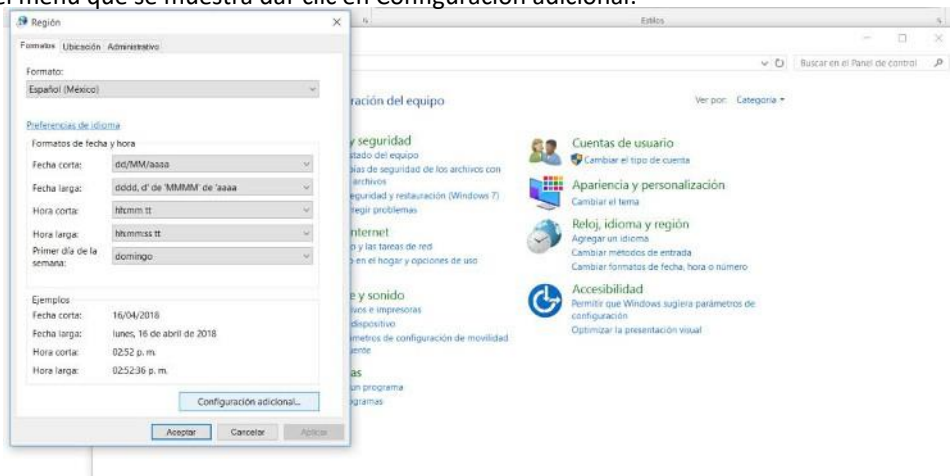 el menú que se muestra dar clic en Configuración adicional.
Región
Estilos
Formatos Ubicación Administrativo
Buscar en el Panel de control
Formato:
Español (México)
ración del equipo
Ver por: Categoría
Preferencias de idioma
Formatos de fecha y hora
Fecha corta: dd/MM/aaaa
Fecha larga: dddd, d' de 'MMMM' de 'aaaa
Hora corta: hh:mm tt
Hora larga: hh:mm:ss tt
Primer día de la semana: domingo
Ejemplos
Fecha corta: 16/04/2018
Fecha larga: lunes, 16 de abril de 2018
Hora corta: 02:52 p. m.
Hora larga: 02:52:36 p. m.
Configuración adicional...
Aceptar Cancelar Aplicar
y seguridad
stado del equipo
ias de seguridad de los archivos con
archivos
eguridad y restauración (Windows 7)
regir problemas
nternet
o y las tareas de red
o en el hogar y opciones de uso
e y sonido
ivos e impresoras
dispositivo
metros de configuración de movilidad
uente
as
un programa
ogramas
Cuentas de usuario
Cambiar el tipo de cuenta
Apariencia y personalización
Cambiar el tema
Reloj, idioma y región
Agregar un idioma
Cambiar métodos de entrada
Cambiar formatos de fecha, hora o número
Accesibilidad
Permitir que Windows sugiera parámetros de
configuración
Optimizar la presentación visual